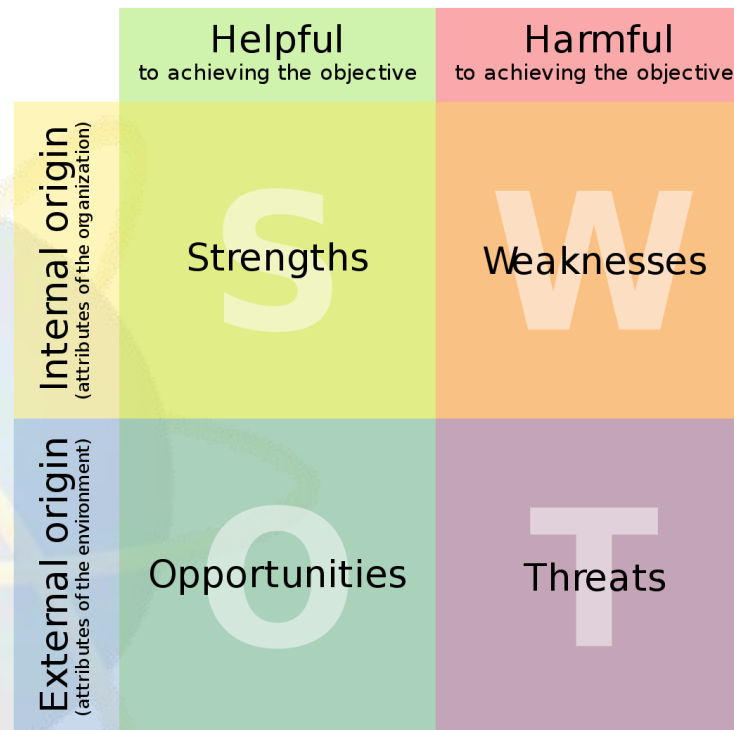 Helpful
to achieving the objective
Harmful
to achieving the objective
Internal origin
(attributes of the organization)
S
Strengths
W
Weaknesses
External origin
(attributes of the environment)
O
Opportunities
T
Threats